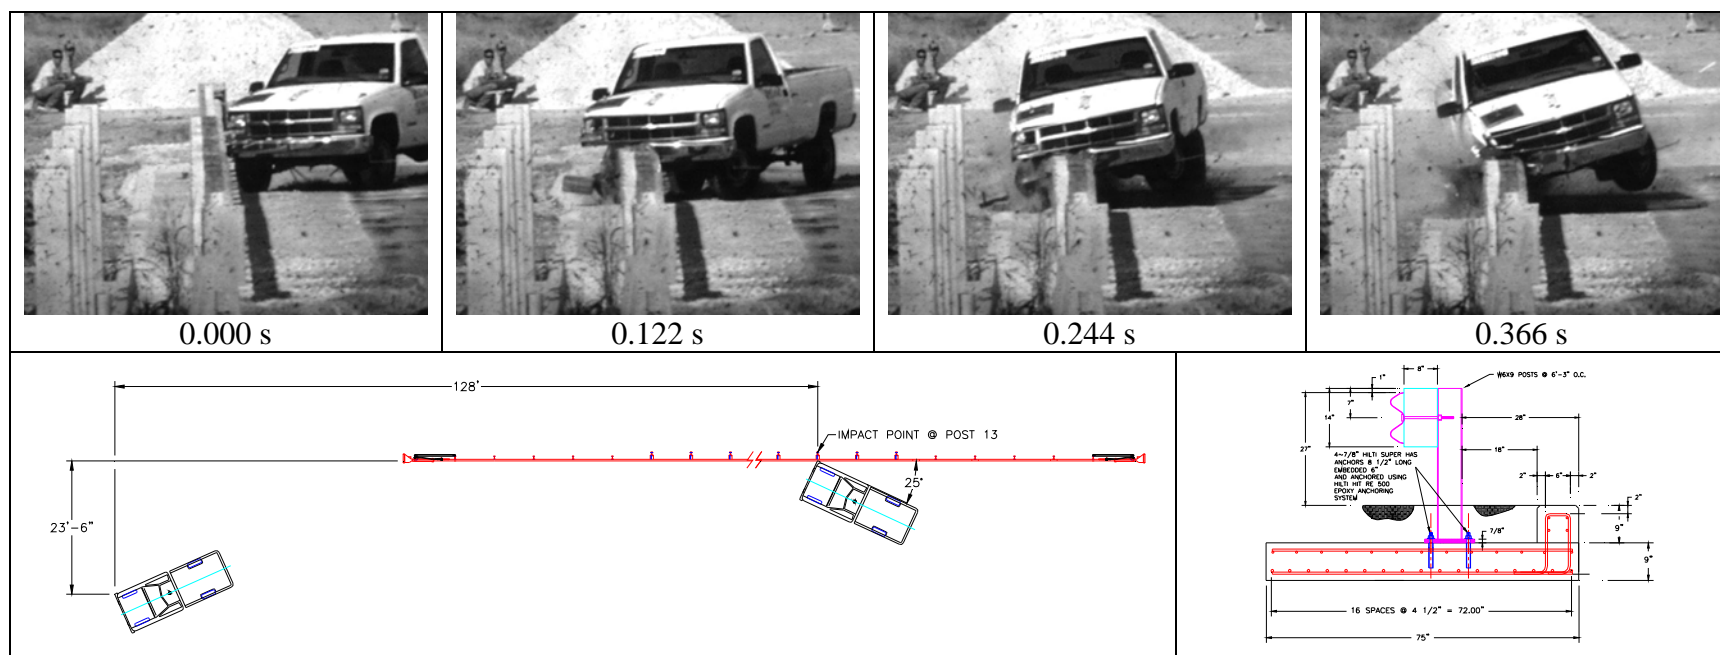 0.000 s
0.122 s
0.244 s
0.366 s
128'
IMPACT POINT @ POST 13
25°
23'-6"
8"
W6X9 POSTS @ 6'-3" O.C.
1"
7"
14"
28"
27"
18"
4-7/8" HILTI SUPER HAS
ANCHORS 8 1/2" LONG
EMBEDDED 6"
AND ANCHORED USING
HILTI HIT RE 500
EPOXY ANCHORING
SYSTEM
2"
6"
2"
2"
7/8"
9"
9"
16 SPACES @ 4 1/2" = 72.00"
75"